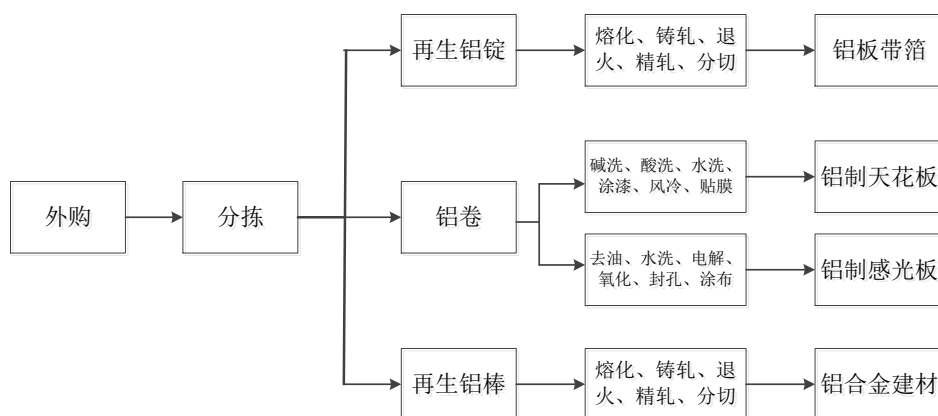 外购
分拣
再生铝锭
熔化、铸轧、退
火、精轧、分切
铝板带箔
铝卷
碱洗、酸洗、水洗、
涂漆、风冷、贴膜
铝制天花板
去油、水洗、电解、
氧化、封孔、涂布
铝制感光板
再生铝棒
熔化、铸轧、退
火、精轧、分切
铝合金建材